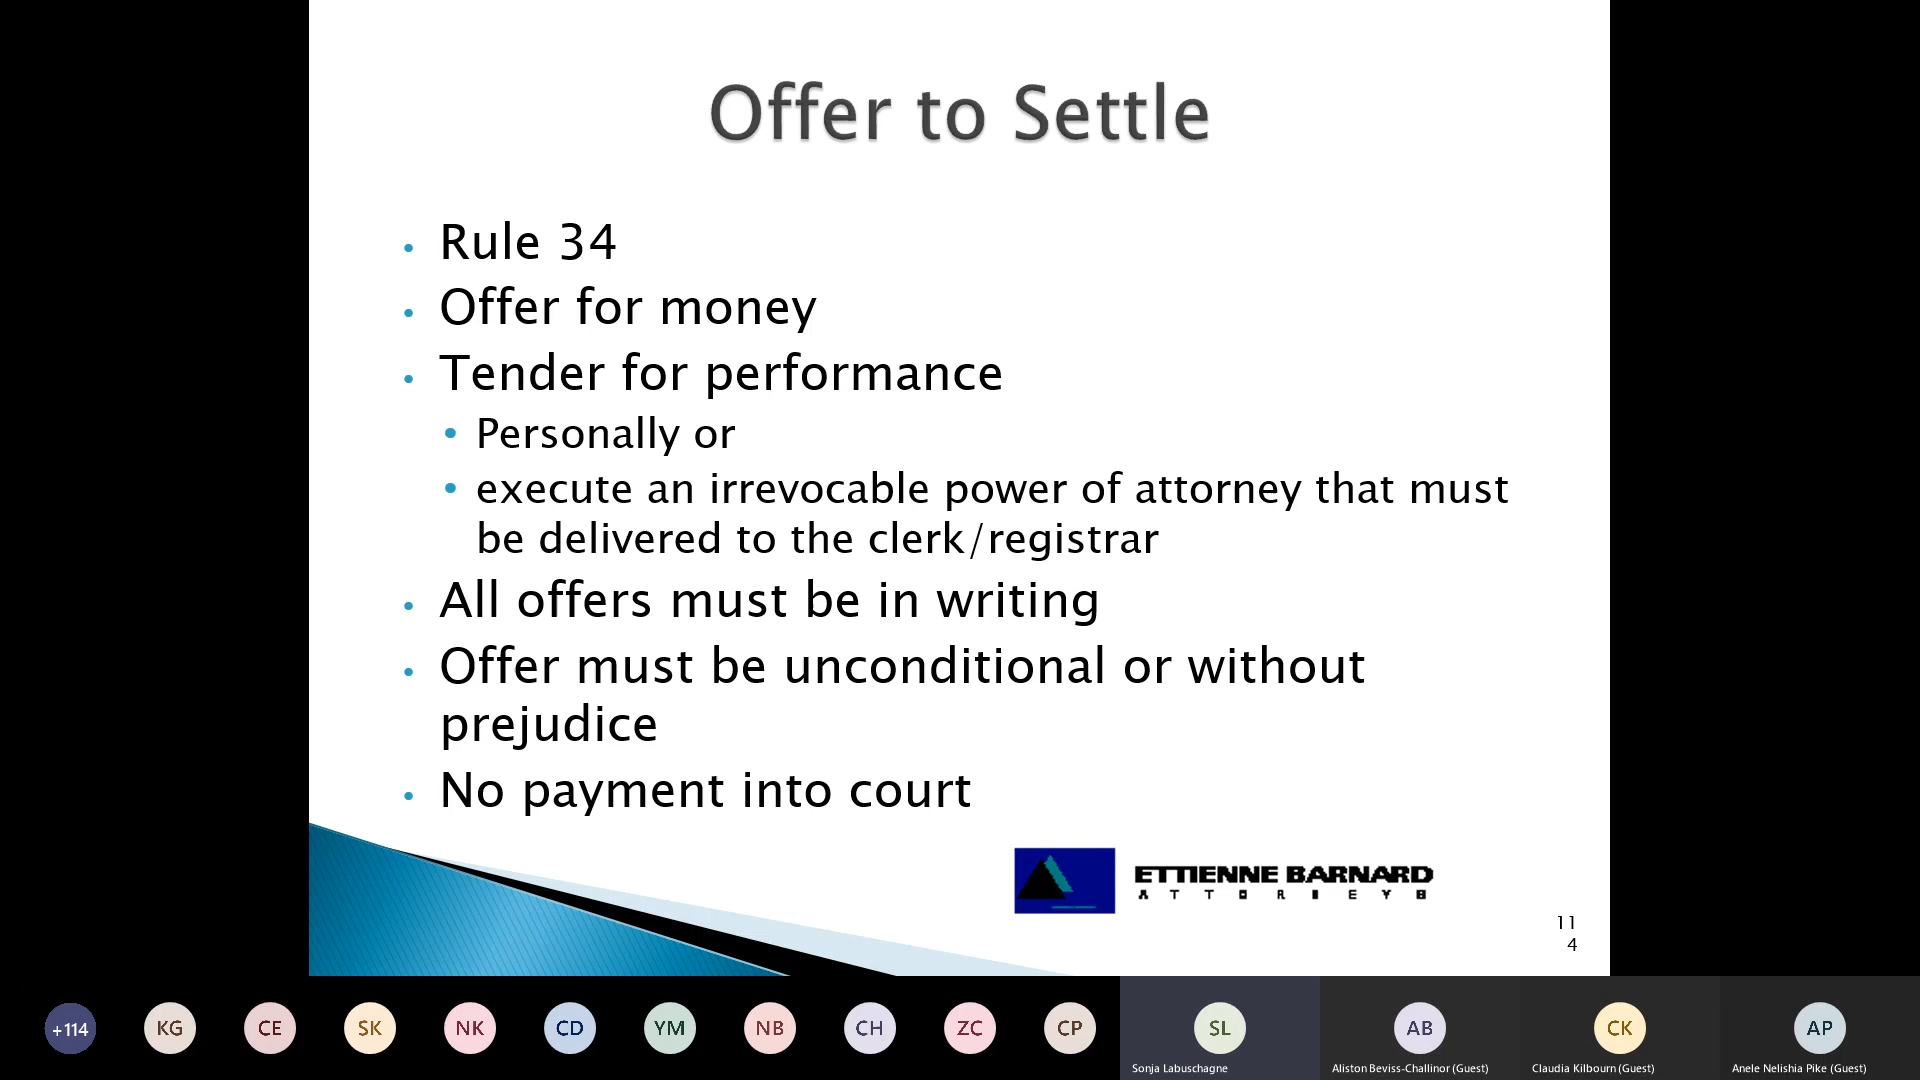 Offer to Settle
• Rule 34
• Offer for money
• Tender for performance
• Personally or
• execute an irrevocable power of attorney that must
be delivered to the clerk/registrar
• All offers must be in writing
• Offer must be unconditional or without
prejudice
• No payment into court
ETTIENNE BARNARD
ATTORNEYS
11
4
+114
KG
CE
SK
NK
CD
YM
NB
CH
ZC
CP
SL
AB
CK
AP
Sonja Labuschagne
Aliston Beviss-Challinor (Guest)
Claudia Kilbourn (Guest)
Anele Nelishia Pike (Guest)